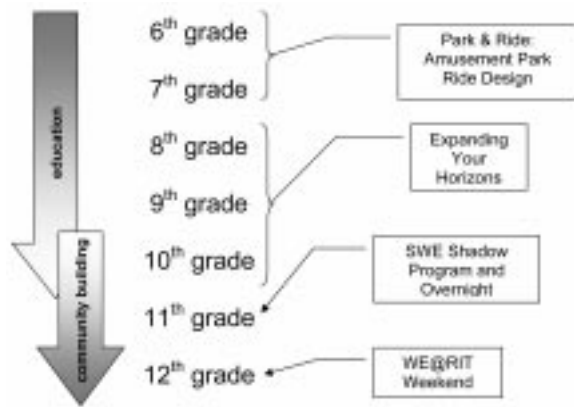 6th grade
7th grade
8th grade
9th grade
10th grade
11th grade
12th grade
education
community building
Park & Ride:
Amusement Park
Ride Design
Expanding
Your
Horizons
SWE Shadow
Program and
Overnight
WE@RIT
Weekend